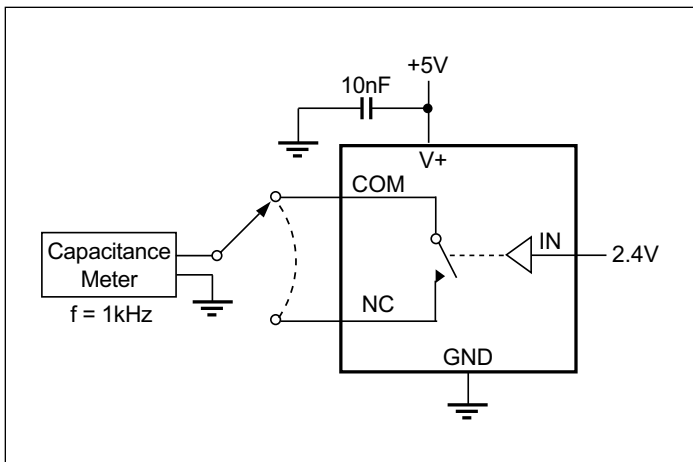 +5V
10nF
V+
COM
IN
2.4V
Capacitance
Meter
f = 1kHz
NC
GND